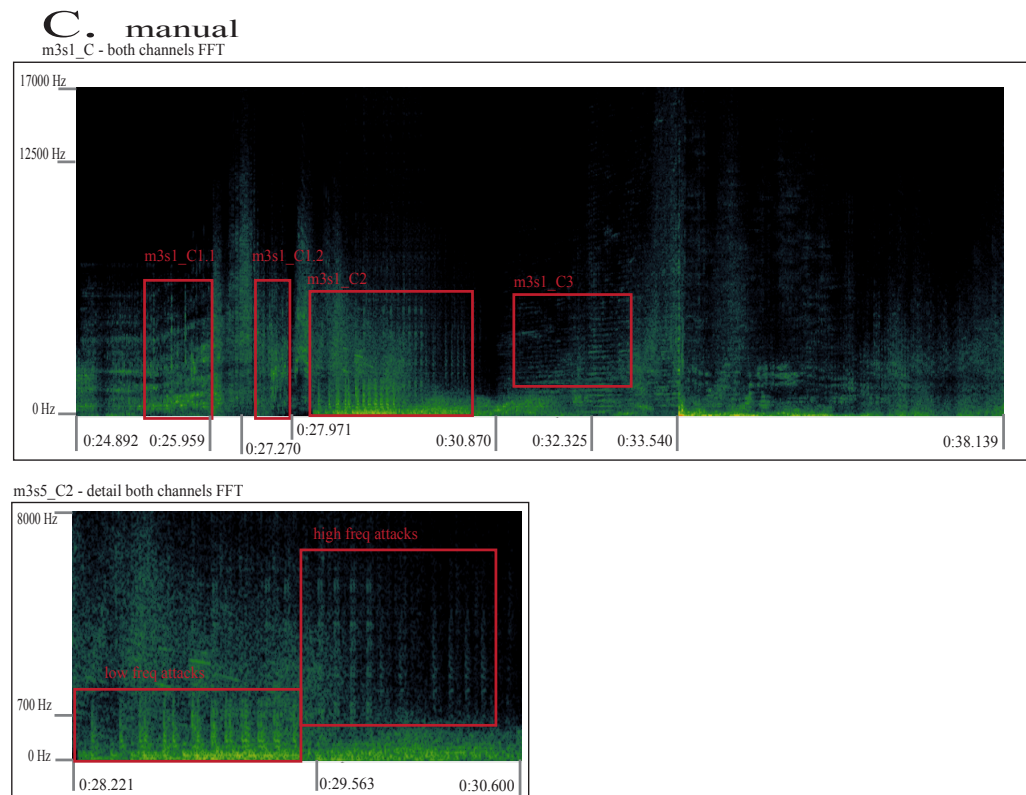 C. manual
m3s1_C - both channels FFT
17000 Hz
12500 Hz
m3s1_C1.1
m3s1_C1.2
m3s1_C2
m3s1_C3
0 Hz
0:24.892
0:25.959
0:27.270
0:27.971
0:30.870
0:32.325
0:33.540
0:38.139
m3s5_C2 - detail both channels FFT
8000 Hz
high freq attacks
low freq attacks
700 Hz
0 Hz
0:28.221
0:29.563
0:30.600